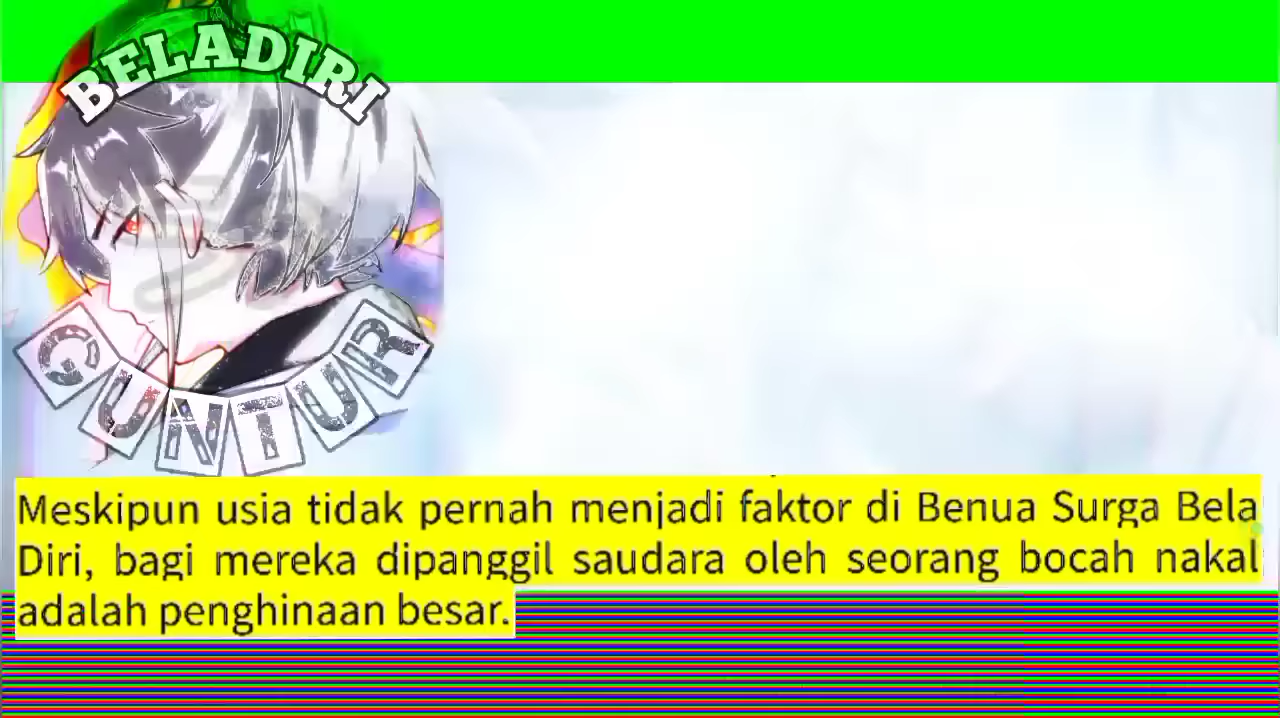 BELADIRI
GUNTUR
Meskipun usia tidak pernah menjadi faktor di Benua Surga Bela
Diri, bagi mereka dipanggil saudara oleh seorang bocah nakal
adalah penghinaan besar.